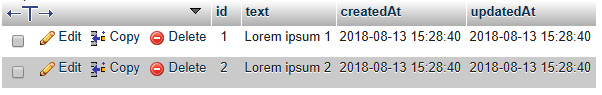 id text createdAt updatedAt
Edit Copy Delete 1 Lorem ipsum 1 2018-08-13 15:28:40 2018-08-13 15:28:40
Edit Copy Delete 2 Lorem ipsum 2 2018-08-13 15:28:40 2018-08-13 15:28:40